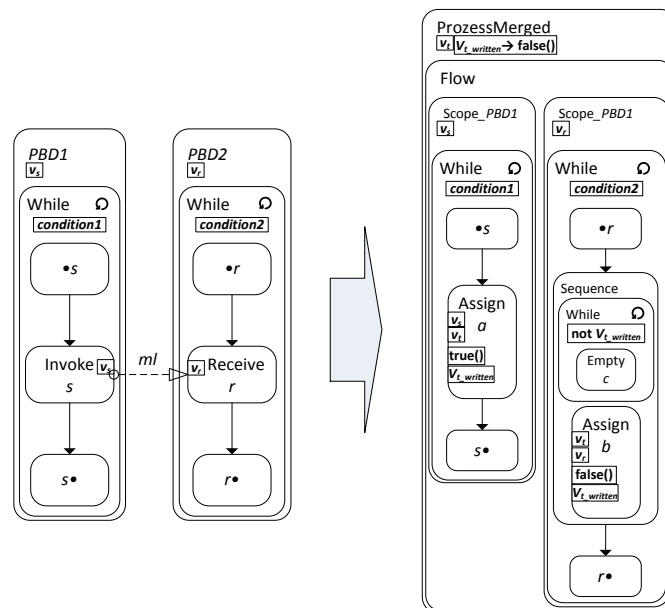 PBD1
vs
While
condition1
•s
Invoke vs
s
s•
ml
PBD2
vr
While
condition2
•r
vr Receive
r
r•
ProzessMerged
vt Vt_written → false()
Flow
Scope_PBD1
vs
While
condition1
•s
Assign
vs a
vt
true()
Vt_written
s•
Scope_PBD1
vr
While
condition2
•r
Sequence
While
not Vt_written
Empty
c
Assign
vt b
vr
false()
Vt_written
r•